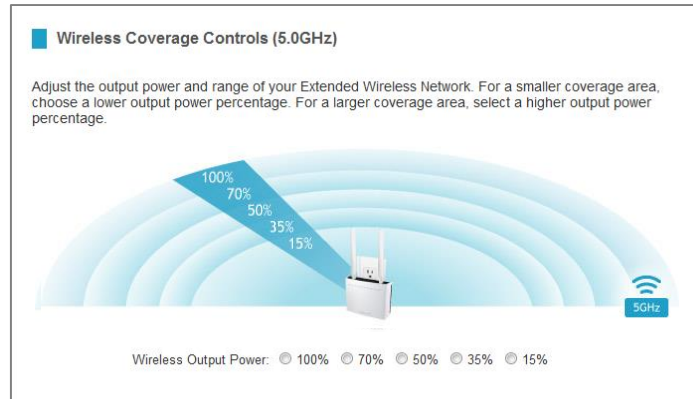 Wireless Coverage Controls (5.0GHz)
Adjust the output power and range of your Extended Wireless Network. For a smaller coverage area,
choose a lower output power percentage. For a larger coverage area, select a higher output power
percentage.
100%
70%
50%
35%
15%
5GHz
Wireless Output Power: 100% 70% 50% 35% 15%